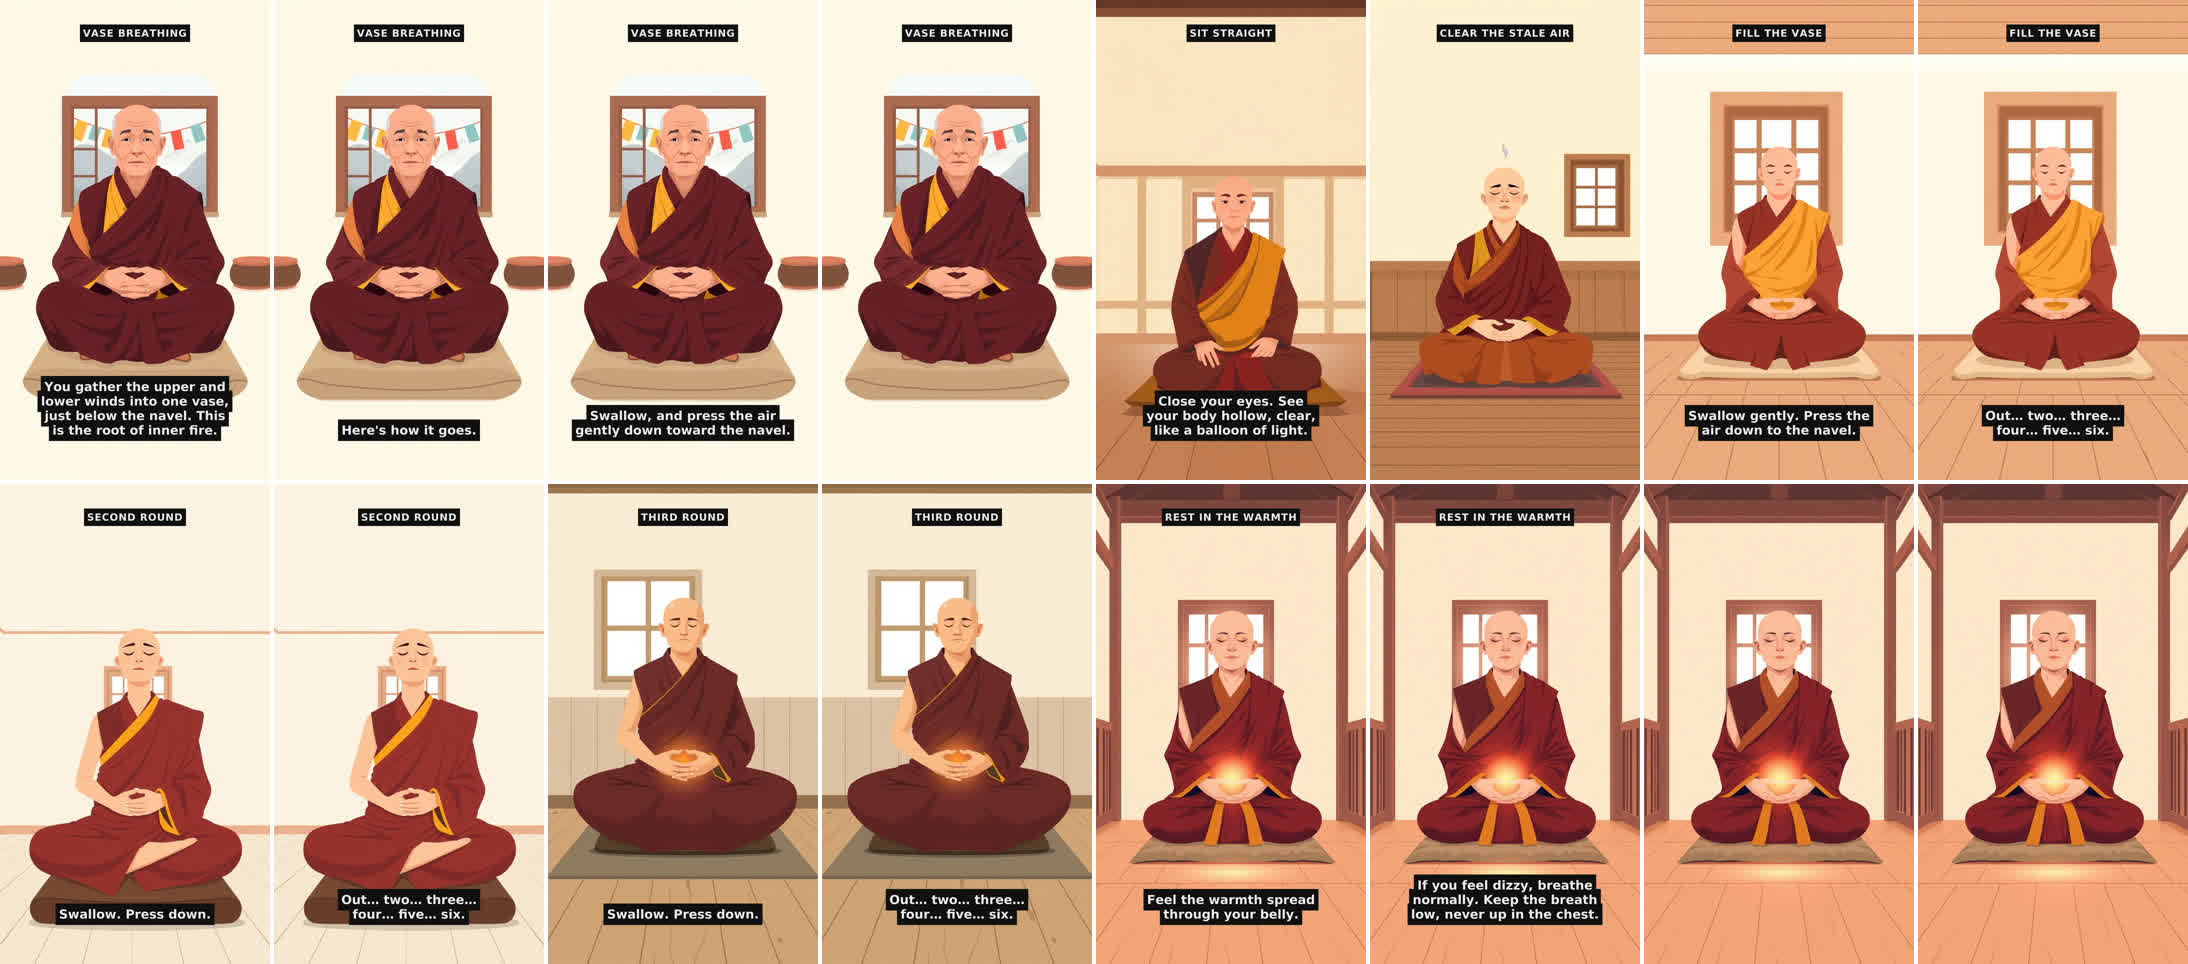 VASE BREATHING
You gather the upper and
lower winds into one vase,
just below the navel. This
is the root of inner fire.
VASE BREATHING
Here's how it goes.
VASE BREATHING
Swallow, and press the air
gently down toward the navel.
VASE BREATHING
SIT STRAIGHT
Close your eyes. See
your body hollow, clear,
like a balloon of light.
CLEAR THE STALE AIR
FILL THE VASE
Swallow gently. Press the
air down to the navel.
FILL THE VASE
Out... two... three...
four... five... six.
SECOND ROUND
Swallow. Press down.
SECOND ROUND
Out... two... three...
four... five... six.
THIRD ROUND
Swallow. Press down.
THIRD ROUND
Out... two... three...
four... five... six.
REST IN THE WARMTH
Feel the warmth spread
through your belly.
REST IN THE WARMTH
If you feel dizzy, breathe
normally. Keep the breath
low, never up in the chest.